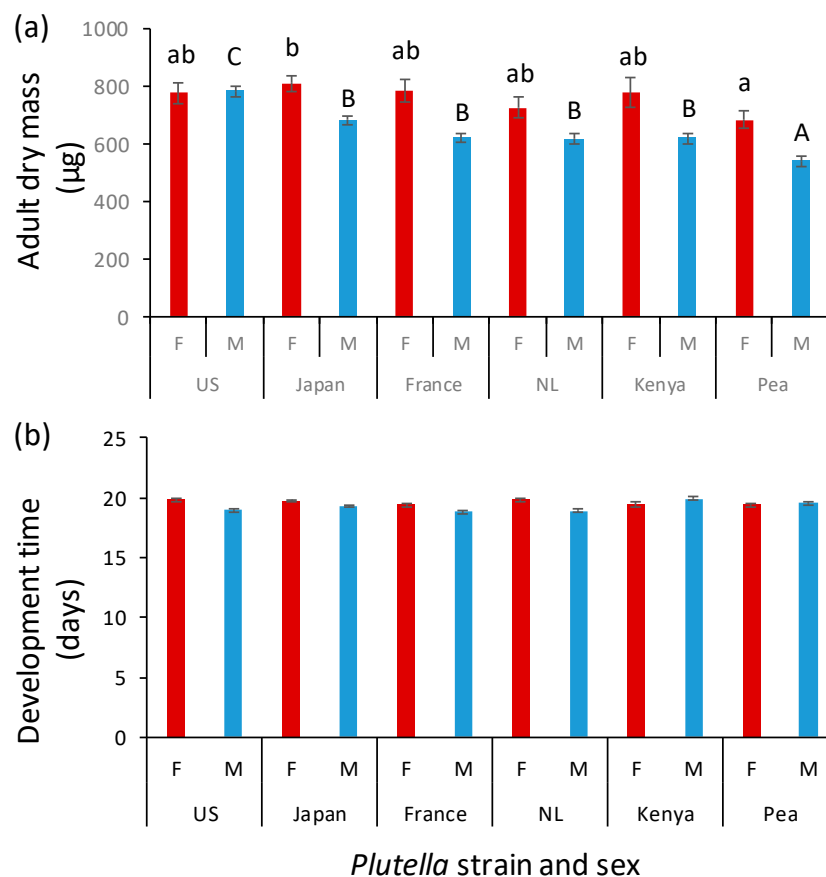 (a)
Adult dry mass
(µg)
1000
800
600
400
200
0
ab C b B ab B ab B ab B a A
F M F M F M F M F M F M
US Japan France NL Kenya Pea
(b)
Development time
(days)
25
20
15
10
5
0
F M F M F M F M F M F M
US Japan France NL Kenya Pea
Plutella strain and sex